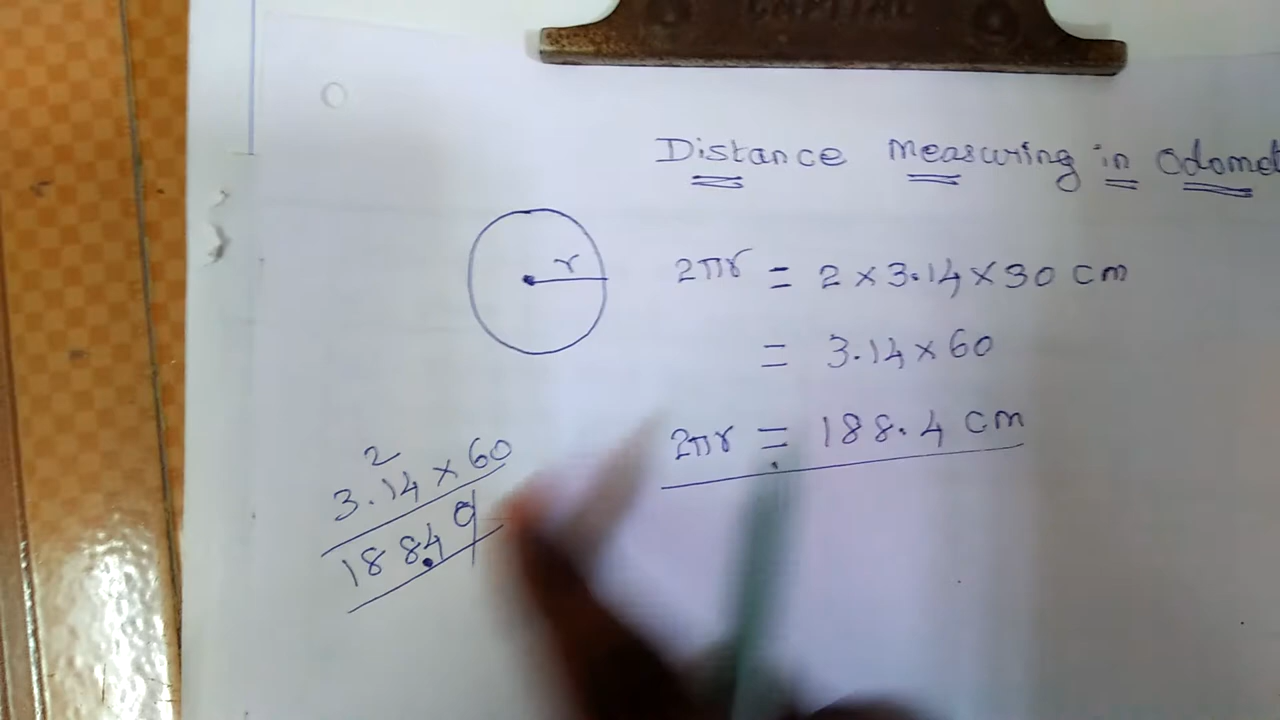 CAPITAL
Distance Measuring in Odomet
r
2πr = 2 × 3.14 × 30 cm
= 3.14 × 60
2πr = 188.4 cm
2
3.14 × 60
188.40